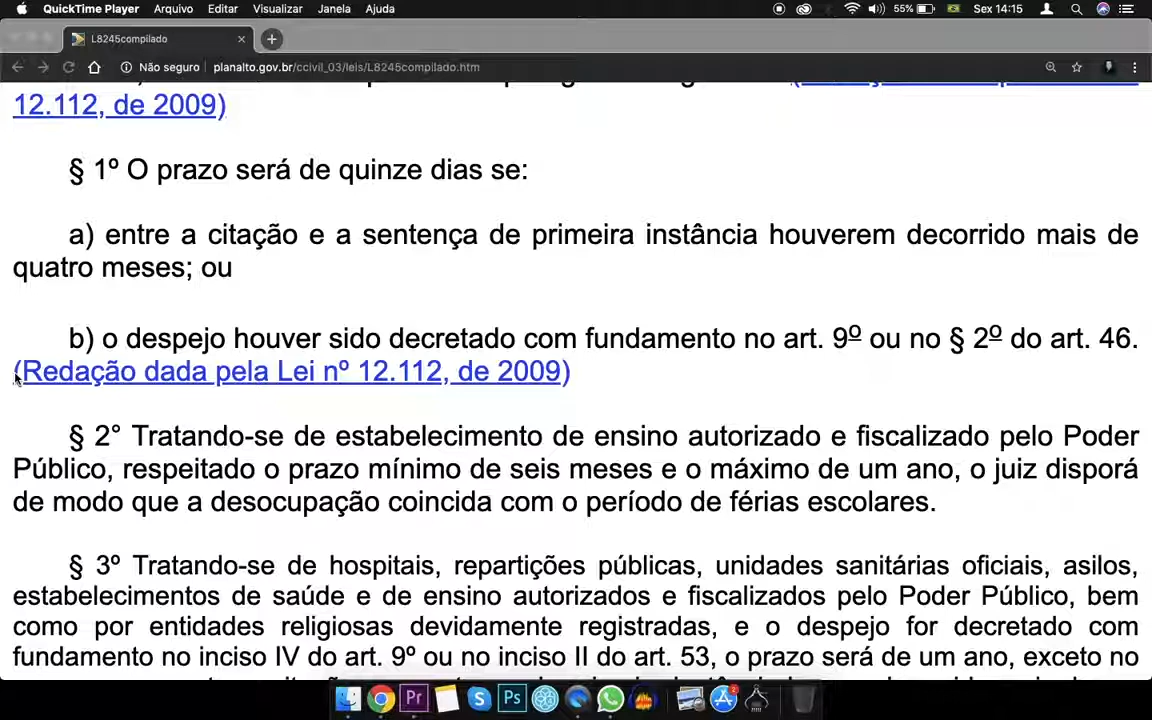 QuickTime Player Arquivo Editar Visualizar Janela Ajuda 55% Sex 14:15
L8245compilado
Não seguro planalto.gov.br/ccivil_03/leis/L8245compilado.htm
12.112, de 2009)
§ 1º O prazo será de quinze dias se:
a) entre a citação e a sentença de primeira instância houverem decorrido mais de
quatro meses; ou
b) o despejo houver sido decretado com fundamento no art. 9º ou no § 2º do art. 46.
(Redação dada pela Lei nº 12.112, de 2009)
§ 2° Tratando-se de estabelecimento de ensino autorizado e fiscalizado pelo Poder
Público, respeitado o prazo mínimo de seis meses e o máximo de um ano, o juiz disporá
de modo que a desocupação coincida com o período de férias escolares.
§ 3º Tratando-se de hospitais, repartições públicas, unidades sanitárias oficiais, asilos,
estabelecimentos de saúde e de ensino autorizados e fiscalizados pelo Poder Público, bem
como por entidades religiosas devidamente registradas, e o despejo for decretado com
fundamento no inciso IV do art. 9º ou no inciso II do art. 53, o prazo será de um ano, exceto no
Pr Ps 2